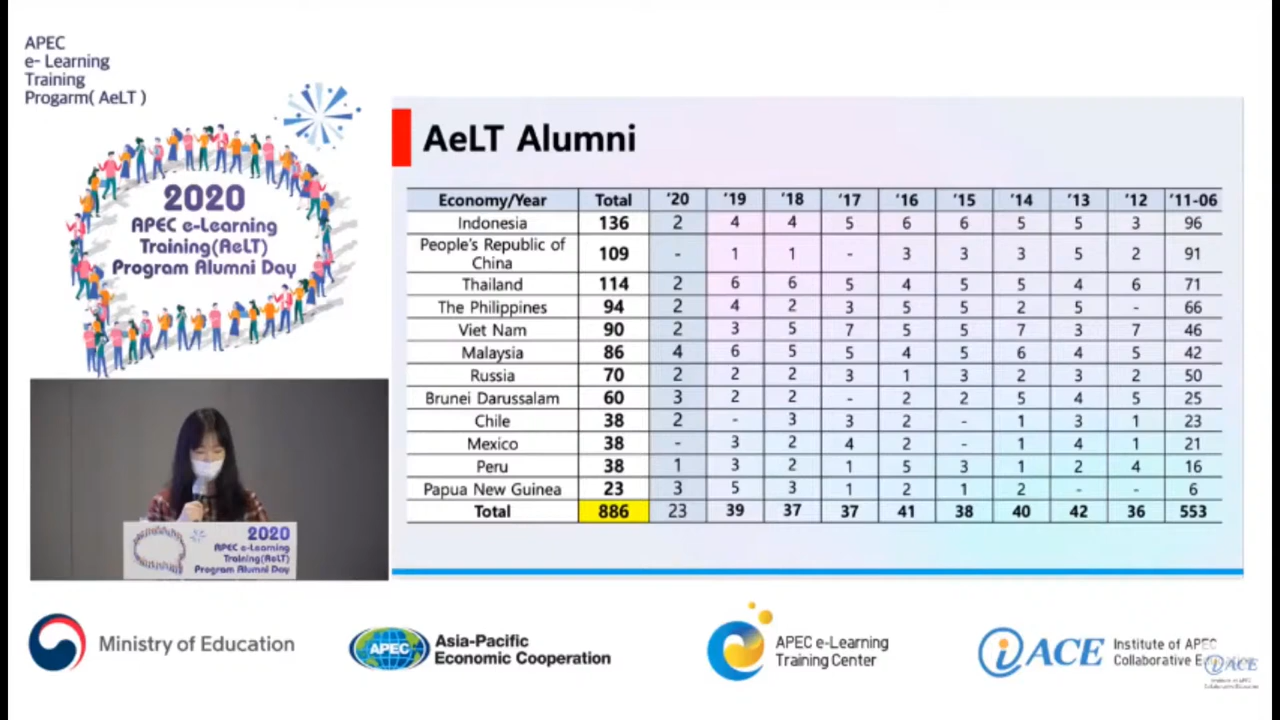 APEC
e- Learning
Training
Progarm( AeLT )
2020
APEC e-Learning
Training(AeLT)
Program Alumni Day
AeLT Alumni
Economy/Year Total '20 '19 '18 '17 '16 '15 '14 '13 '12 '11-06
Indonesia 136 2 4 4 5 6 6 5 5 3 96
People's Republic of
China 109 - 1 1 - 3 3 3 5 2 91
Thailand 114 2 6 6 5 4 5 5 4 6 71
The Philippines 94 2 4 2 3 5 5 2 5 - 66
Viet Nam 90 2 3 5 7 5 5 7 3 7 46
Malaysia 86 4 6 5 5 4 5 6 4 5 42
Russia 70 2 2 2 3 1 3 2 3 2 50
Brunei Darussalam 60 3 2 2 - 2 2 5 4 5 25
Chile 38 2 - 3 3 2 - 1 3 1 23
Mexico 38 - 3 2 4 2 - 1 4 1 21
Peru 38 1 3 2 1 5 3 1 2 4 16
Papua New Guinea 23 3 5 3 1 2 1 2 - - 6
Total 886 23 39 37 37 41 38 40 42 36 553
2020
APEC e-Learning
Training(AeLT)
Program Alumni Day
Ministry of Education
APEC
Asia-Pacific
Economic Cooperation
APEC e-Learning
Training Center
iACE
Institute of APEC
Collaborative
iACE
Institute of APEC
Collaborative Education